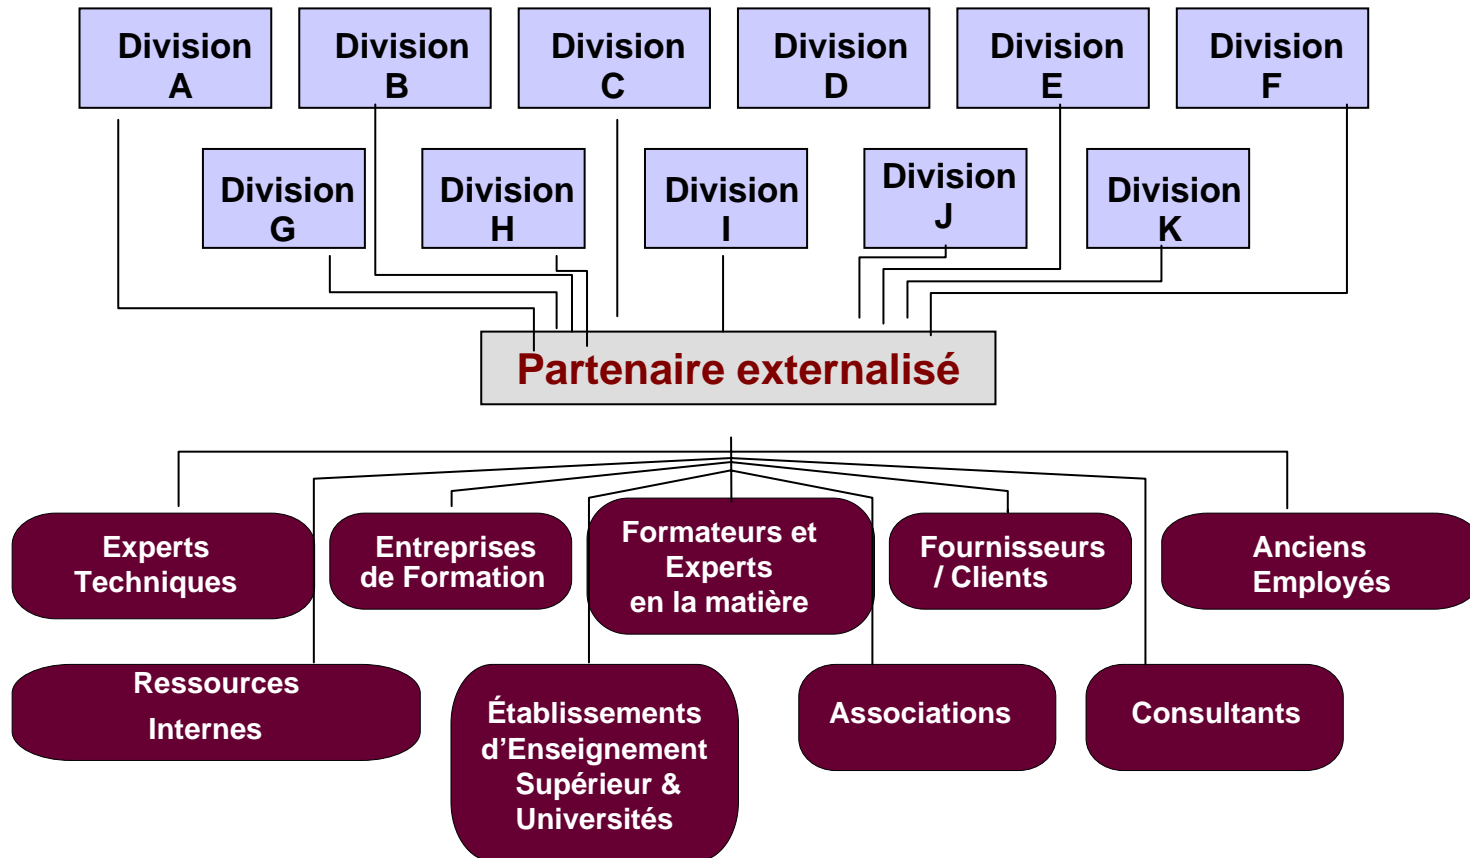 Division
A
Division
B
Division
C
Division
D
Division
E
Division
F
Division
G
Division
H
Division
I
Division
J
Division
K
Partenaire externalisé
Experts
Techniques
Entreprises
de Formation
Formateurs et
Experts
en la matière
Fournisseurs
/ Clients
Anciens
Employés
Ressources
Internes
Établissements
d’Enseignement
Supérieur &
Universités
Associations
Consultants